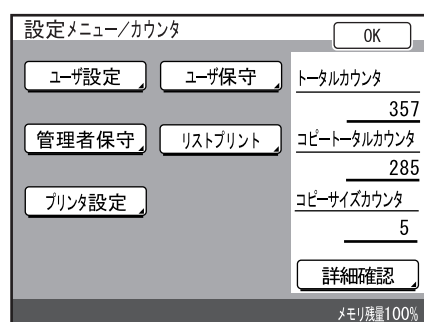 設定メニュー/カウンタ
OK
ユーザ設定
ユーザ保守
管理者保守
リストプリント
プリンタ設定
トータルカウンタ
357
コピートータルカウンタ
285
コピーサイズカウンタ
5
詳細確認
メモリ残量100%